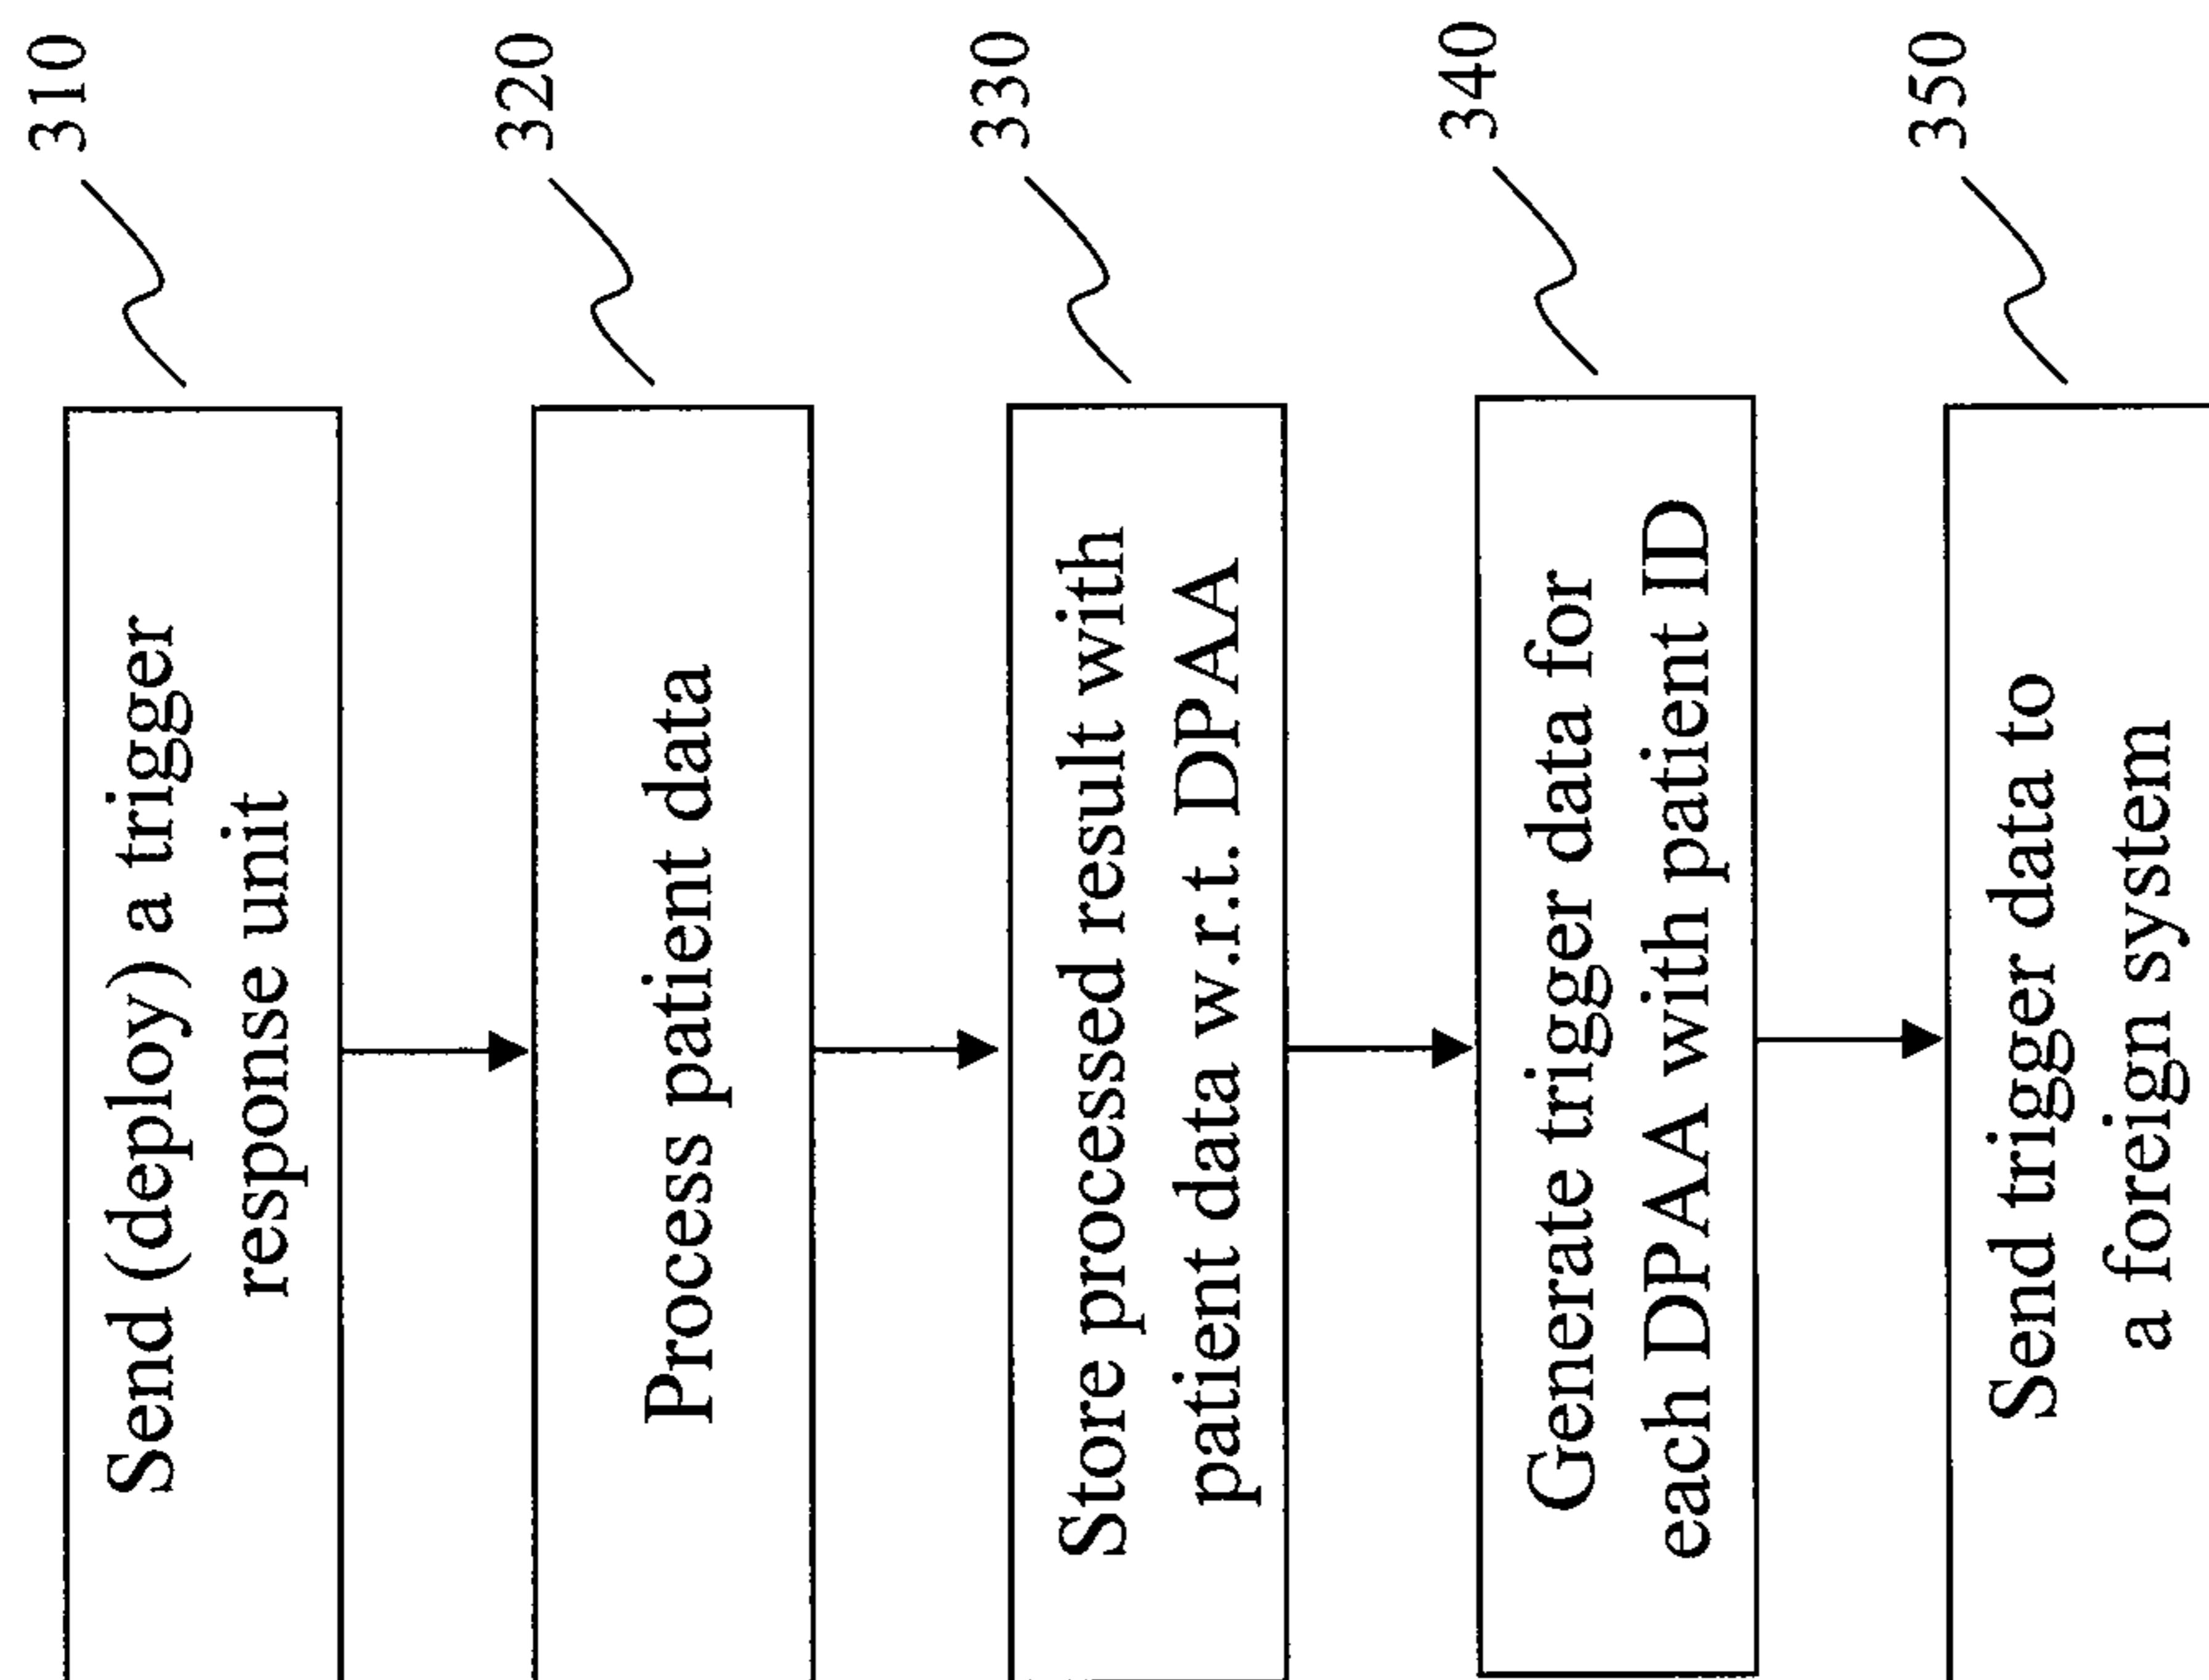 310
Send (deploy) a trigger
response unit
320
Process patient data
330
Store processed result with
patient data w.r.t. DPAA
340
Generate trigger data for
each DPAA with patient ID
350
Send trigger data to
a foreign system